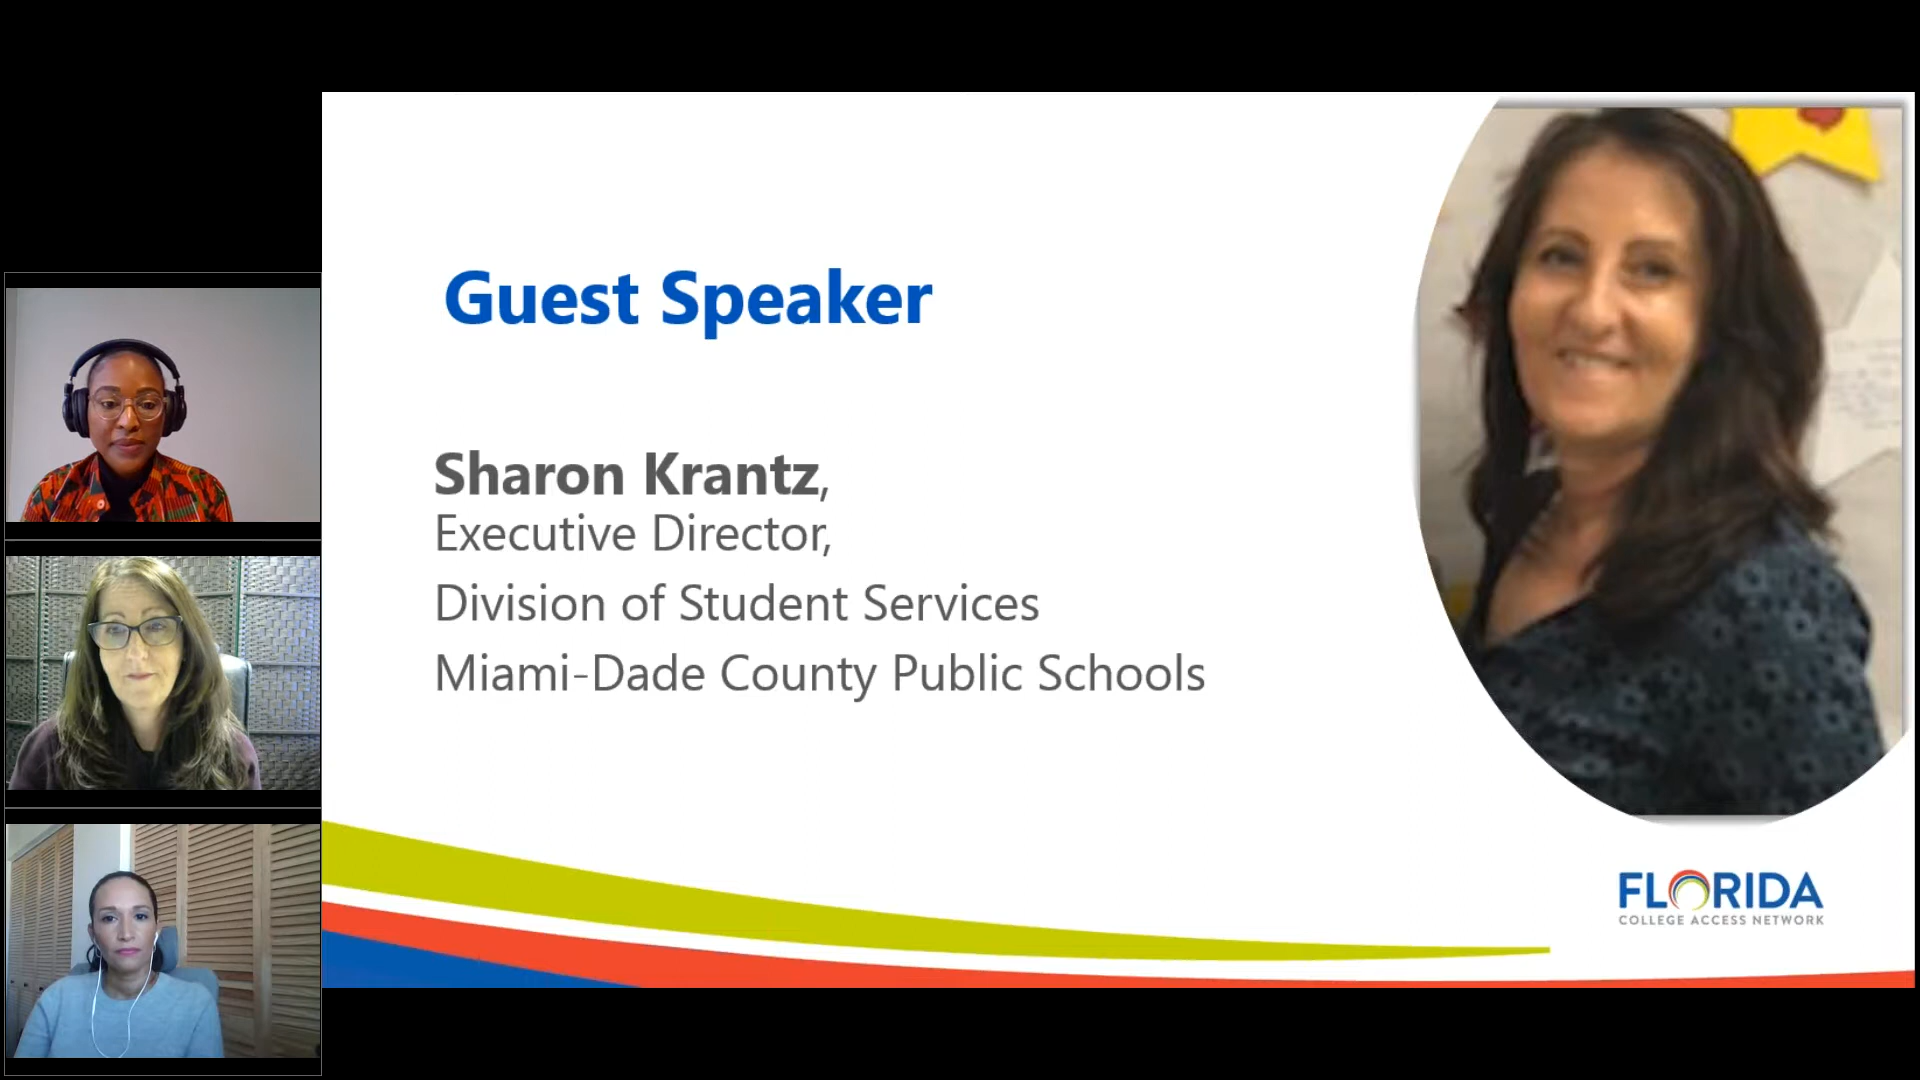 Guest Speaker
Sharon Krantz,
Executive Director,
Division of Student Services
Miami-Dade County Public Schools
FLORIDA
COLLEGE ACCESS NETWORK